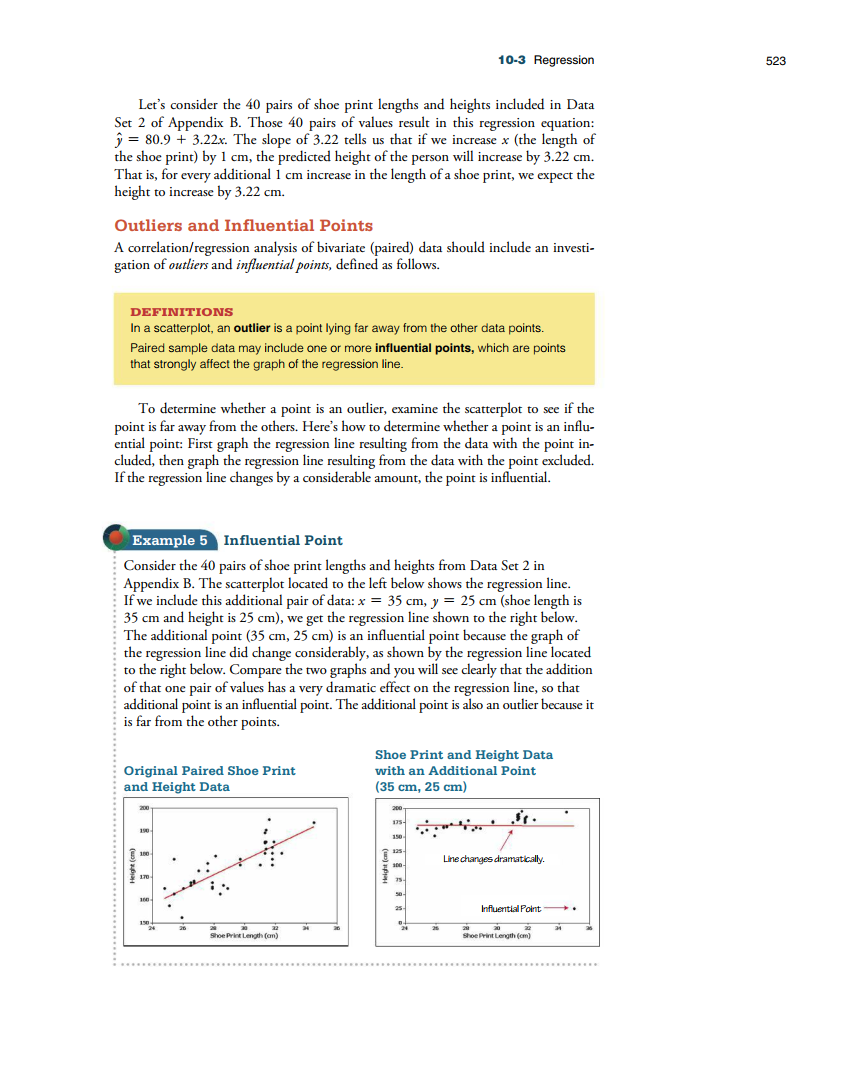 10-3 Regression 523
Let's consider the 40 pairs of shoe print lengths and heights included in Data
Set 2 of Appendix B. Those 40 pairs of values result in this regression equation:
ŷ = 80.9 + 3.22x. The slope of 3.22 tells us that if we increase x (the length of
the shoe print) by 1 cm, the predicted height of the person will increase by 3.22 cm.
That is, for every additional 1 cm increase in the length of a shoe print, we expect the
height to increase by 3.22 cm.
Outliers and Influential Points
A correlation/regression analysis of bivariate (paired) data should include an investi-
gation of outliers and influential points, defined as follows.
DEFINITIONS
In a scatterplot, an outlier is a point lying far away from the other data points.
Paired sample data may include one or more influential points, which are points
that strongly affect the graph of the regression line.
To determine whether a point is an outlier, examine the scatterplot to see if the
point is far away from the others. Here's how to determine whether a point is an influ-
ential point: First graph the regression line resulting from the data with the point in-
cluded, then graph the regression line resulting from the data with the point excluded.
If the regression line changes by a considerable amount, the point is influential.
Example 5 Influential Point
Consider the 40 pairs of shoe print lengths and heights from Data Set 2 in
Appendix B. The scatterplot located to the left below shows the regression line.
If we include this additional pair of data: x = 35 cm, y = 25 cm (shoe length is
35 cm and height is 25 cm), we get the regression line shown to the right below.
The additional point (35 cm, 25 cm) is an influential point because the graph of
the regression line did change considerably, as shown by the regression line located
to the right below. Compare the two graphs and you will see clearly that the addition
of that one pair of values has a very dramatic effect on the regression line, so that
additional point is an influential point. The additional point is also an outlier because it
is far from the other points.
Original Paired Shoe Print
and Height Data
200
190
180
170
160
150
Height (cm)
24 26 28 30 32 34 36
Shoe Print Length (cm)
Shoe Print and Height Data
with an Additional Point
(35 cm, 25 cm)
200
175
150
125
100
75
50
25
0
Height (cm)
Line changes dramatically.
Influential Point
24 26 28 30 32 34 36
Shoe Print Length (cm)